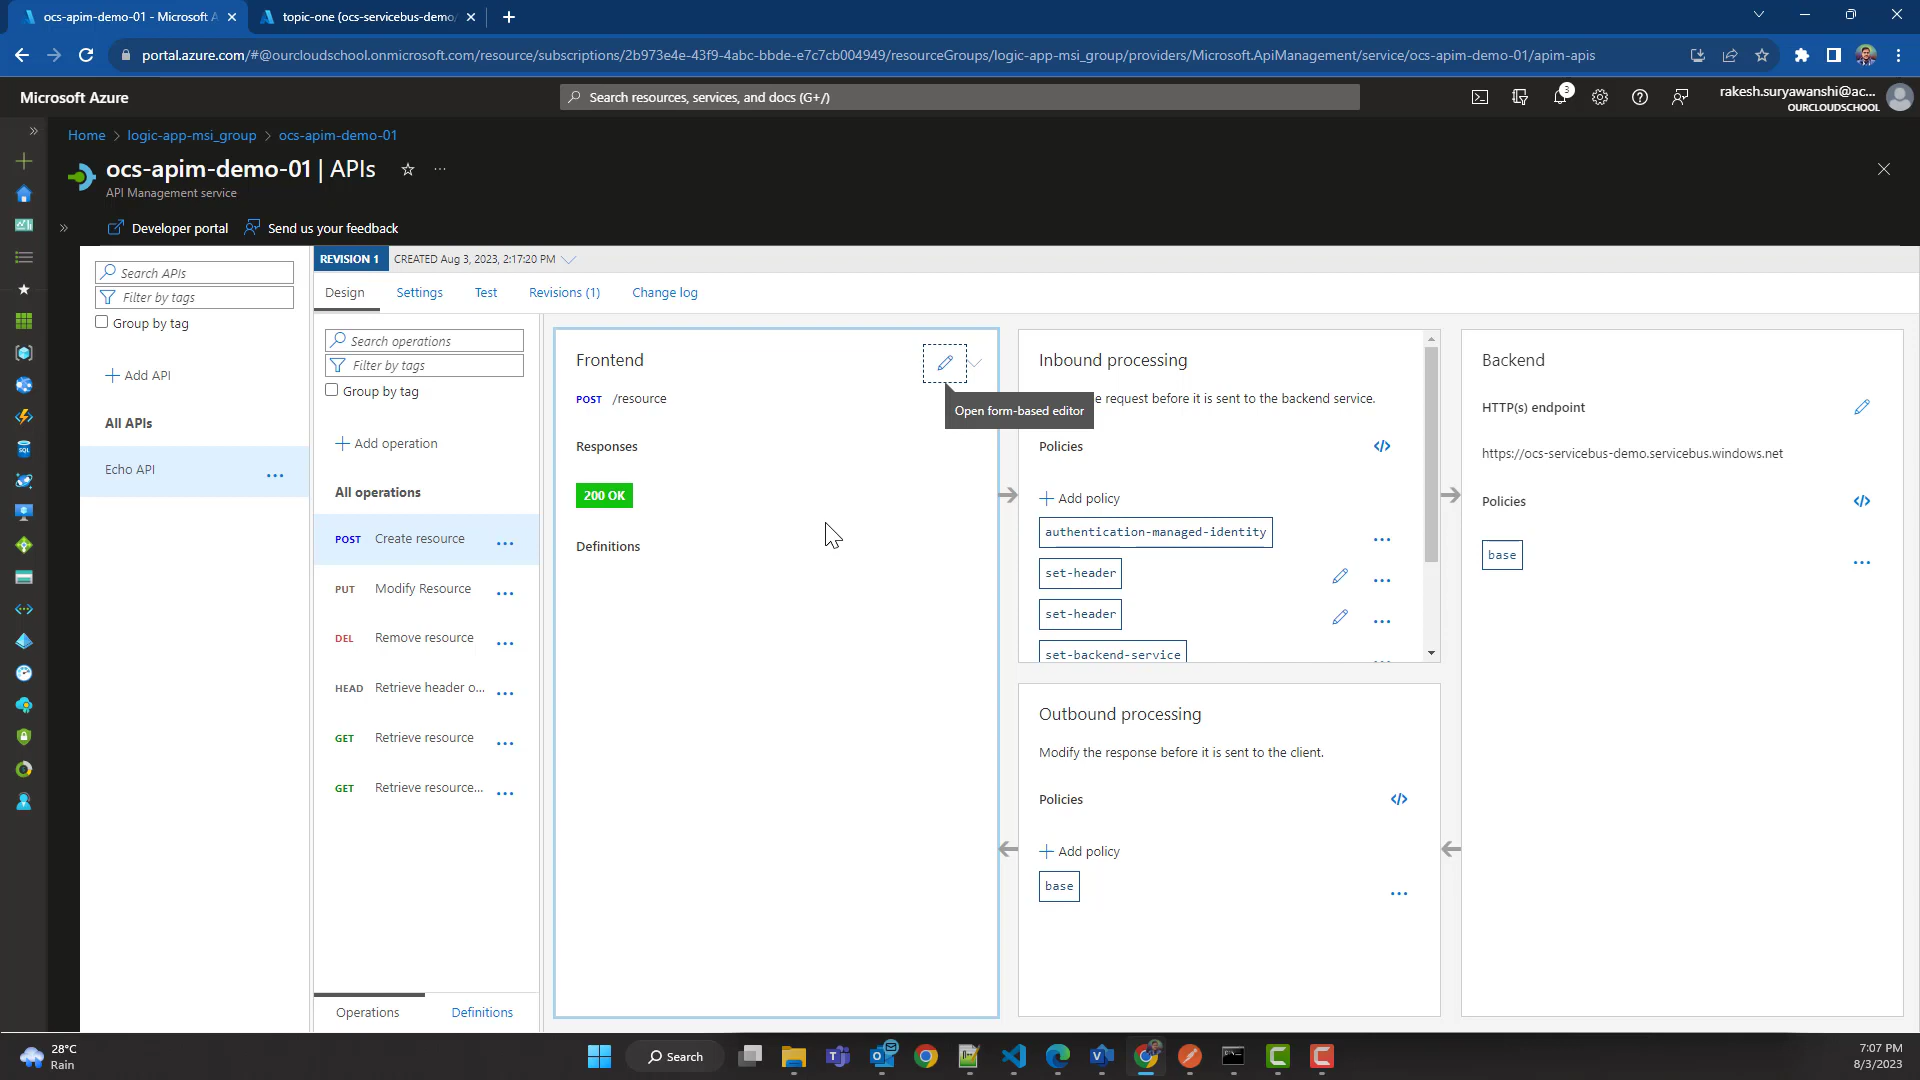 ocs-apim-demo-01 - Microsoft A
topic-one (ocs-servicebus-demo/
portal.azure.com/#@ourcloudschool.onmicrosoft.com/resource/subscriptions/2b973e4e-43f9-4abc-bbde-e7c7cb004949/resourceGroups/logic-app-msi_group/providers/Microsoft.ApiManagement/service/ocs-apim-demo-01/apim-apis
Microsoft Azure
Search resources, services, and docs (G+/)
3
rakesh.suryawanshi@ac...
OURCLOUDSCHOOL
Home > logic-app-msi_group > ocs-apim-demo-01
ocs-apim-demo-01 | APIs
API Management service
Developer portal
Send us your feedback
Search APIs
Filter by tags
Group by tag
Add API
All APIs
Echo API
REVISION 1
CREATED Aug 3, 2023, 2:17:20 PM
Design
Settings
Test
Revisions (1)
Change log
Search operations
Filter by tags
Group by tag
Add operation
All operations
POST Create resource
PUT Modify Resource
DEL Remove resource
HEAD Retrieve header o...
GET Retrieve resource
GET Retrieve resource...
Operations
Definitions
Frontend
POST /resource
Responses
200 OK
Definitions
Open form-based editor
Inbound processing
e request before it is sent to the backend service.
Policies
Add policy
authentication-managed-identity
set-header
set-header
set-backend-service
Outbound processing
Modify the response before it is sent to the client.
Policies
Add policy
base
Backend
HTTP(s) endpoint
https://ocs-servicebus-demo.servicebus.windows.net
Policies
base
28°C
Rain
Search
7:07 PM
8/3/2023